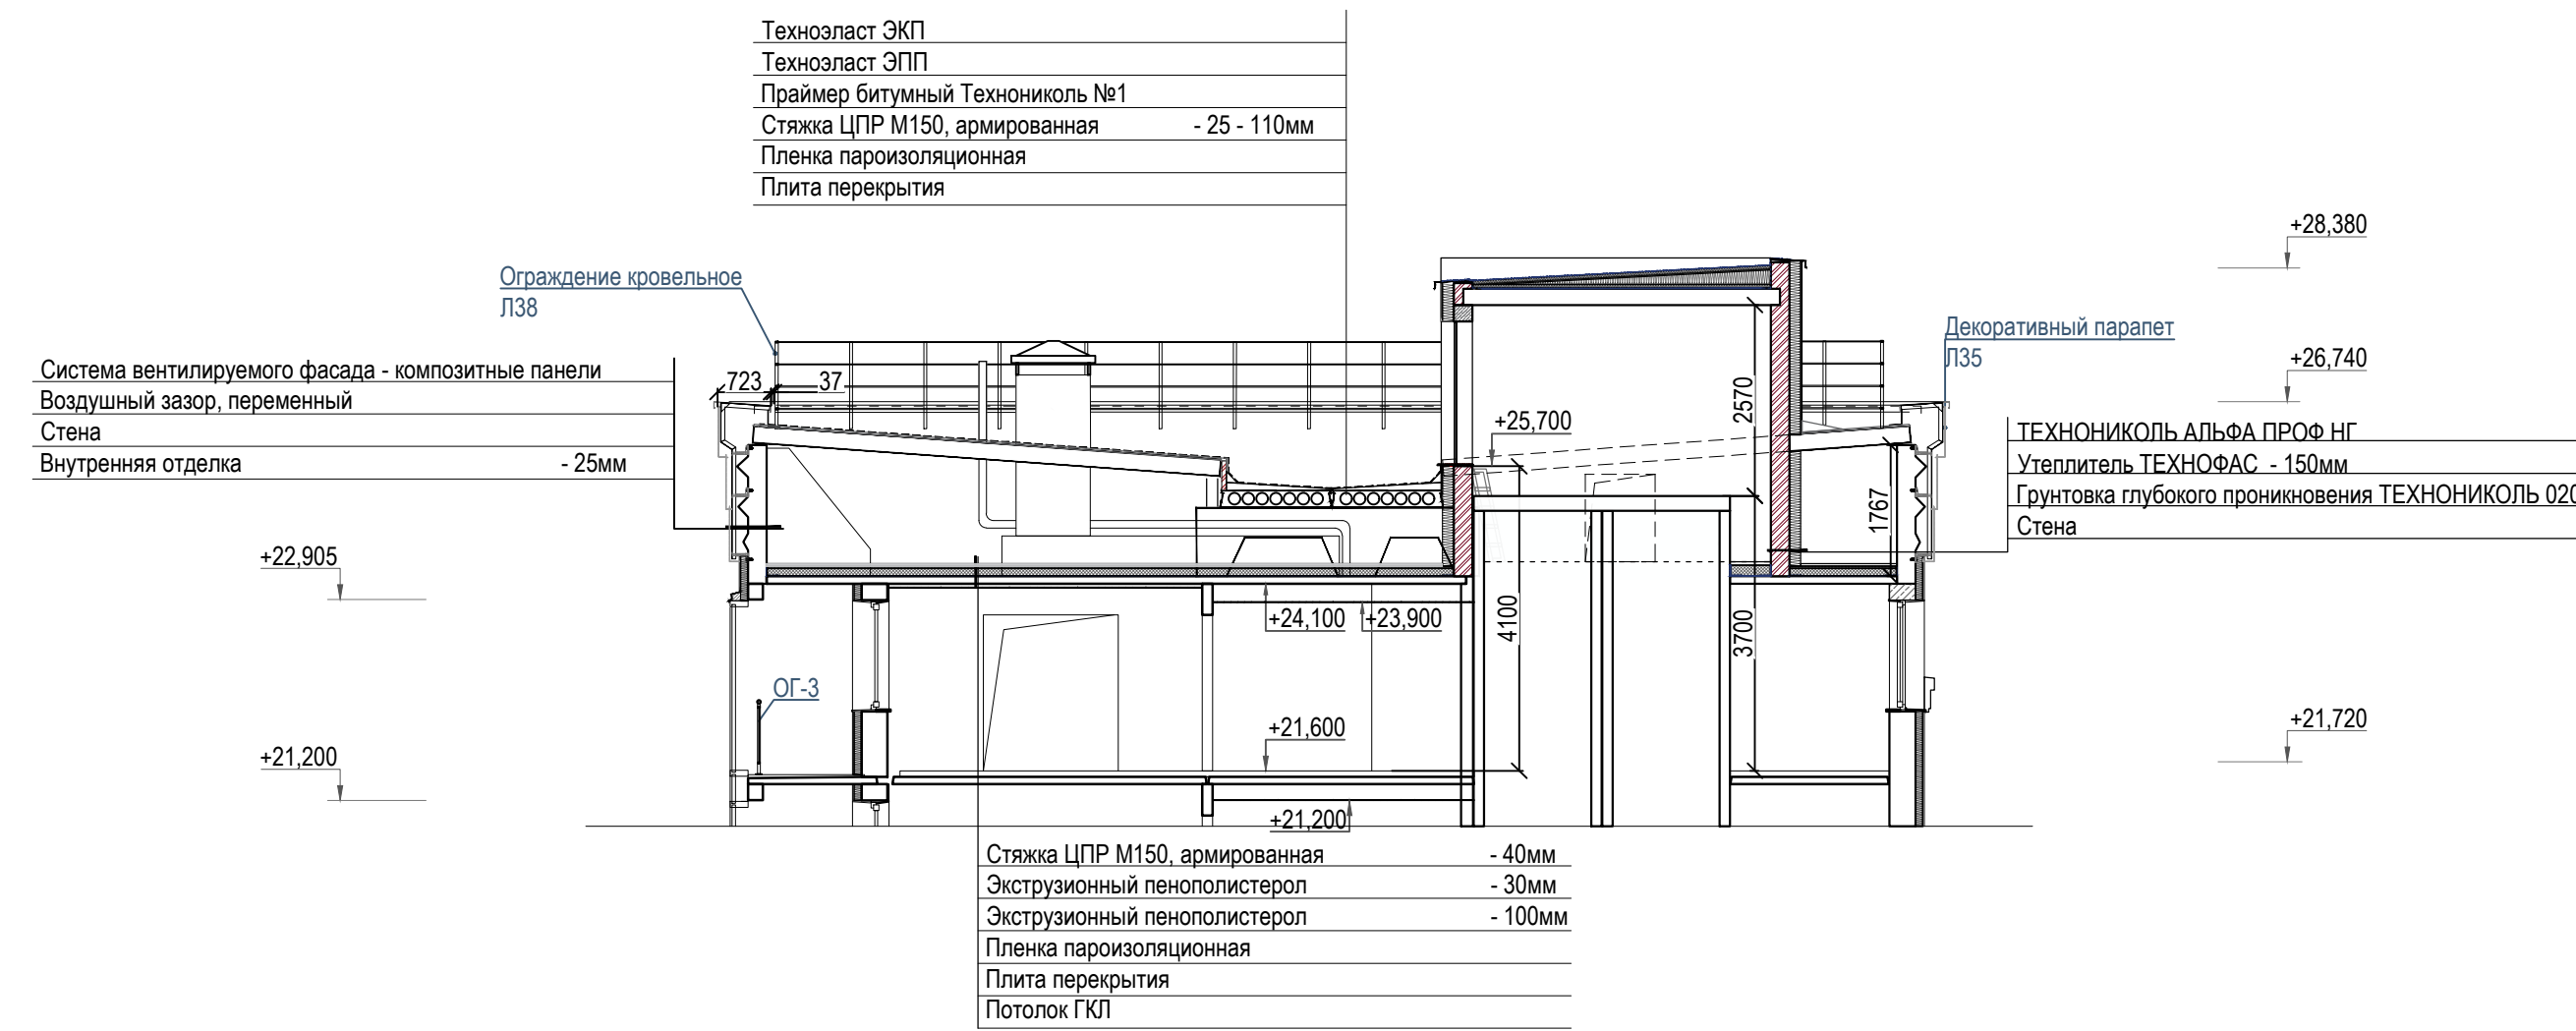 Техноэласт ЭКП
Техноэласт ЭПП
Праймер битумный Технониколь №1
Стяжка ЦПР М150, армированная - 25 - 110мм
Пленка пароизоляционная
Плита перекрытия
+28,380
Ограждение кровельное
Л38
Декоративный парапет
Л35
+26,740
Система вентилируемого фасада - композитные панели
Воздушный зазор, переменный
Стена
Внутренняя отделка - 25мм
723
37
2570
+25,700
1767
ТЕХНОНИКОЛЬ АЛЬФА ПРОФ НГ
Утеплитель ТЕХНОФАС - 150мм
Грунтовка глубокого проникновения ТЕХНОНИКОЛЬ 020
Стена
+22,905
+24,100
+23,900
4100
3700
ОГ-3
+21,600
+21,720
+21,200
+21,200
Стяжка ЦПР М150, армированная - 40мм
Экструзионный пенополистерол - 30мм
Экструзионный пенополистерол - 100мм
Пленка пароизоляционная
Плита перекрытия
Потолок ГКЛ